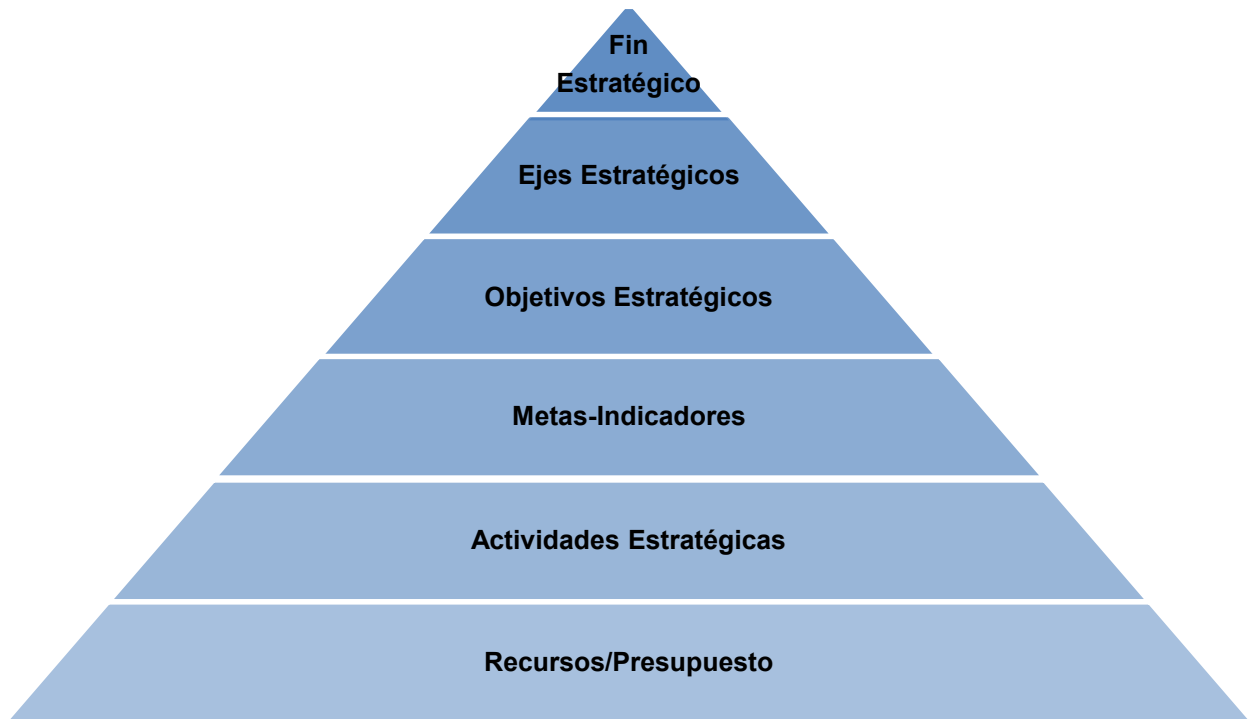 Fin
Estratégico
Ejes Estratégicos
Objetivos Estratégicos
Metas-Indicadores
Actividades Estratégicas
Recursos/Presupuesto